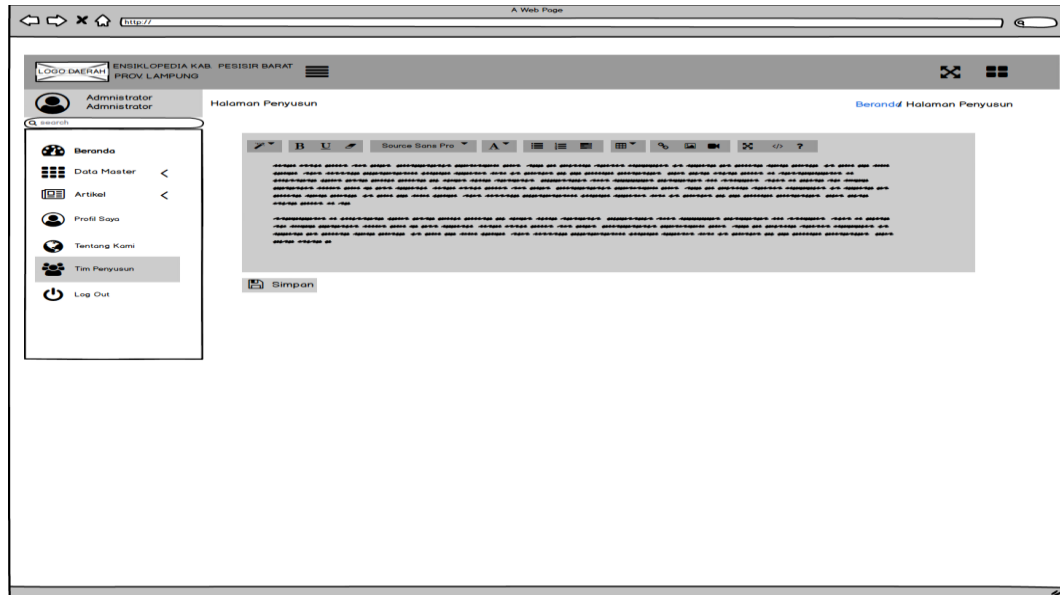 A Web Page
http://
LOGO DAERAH
ENSIKLOPEDIA KAB. PESISIR BARAT
PROV LAMPUNG
Admnistrator
Admnistrator
search
Halaman Penyusun
Beranda/ Halaman Penyusun
Beranda
Data Master <
Artikel <
Profil Saya
Tentang Kami
Tim Penyusun
Log Out
B U Source Sans Pro A </> ?
Simpan